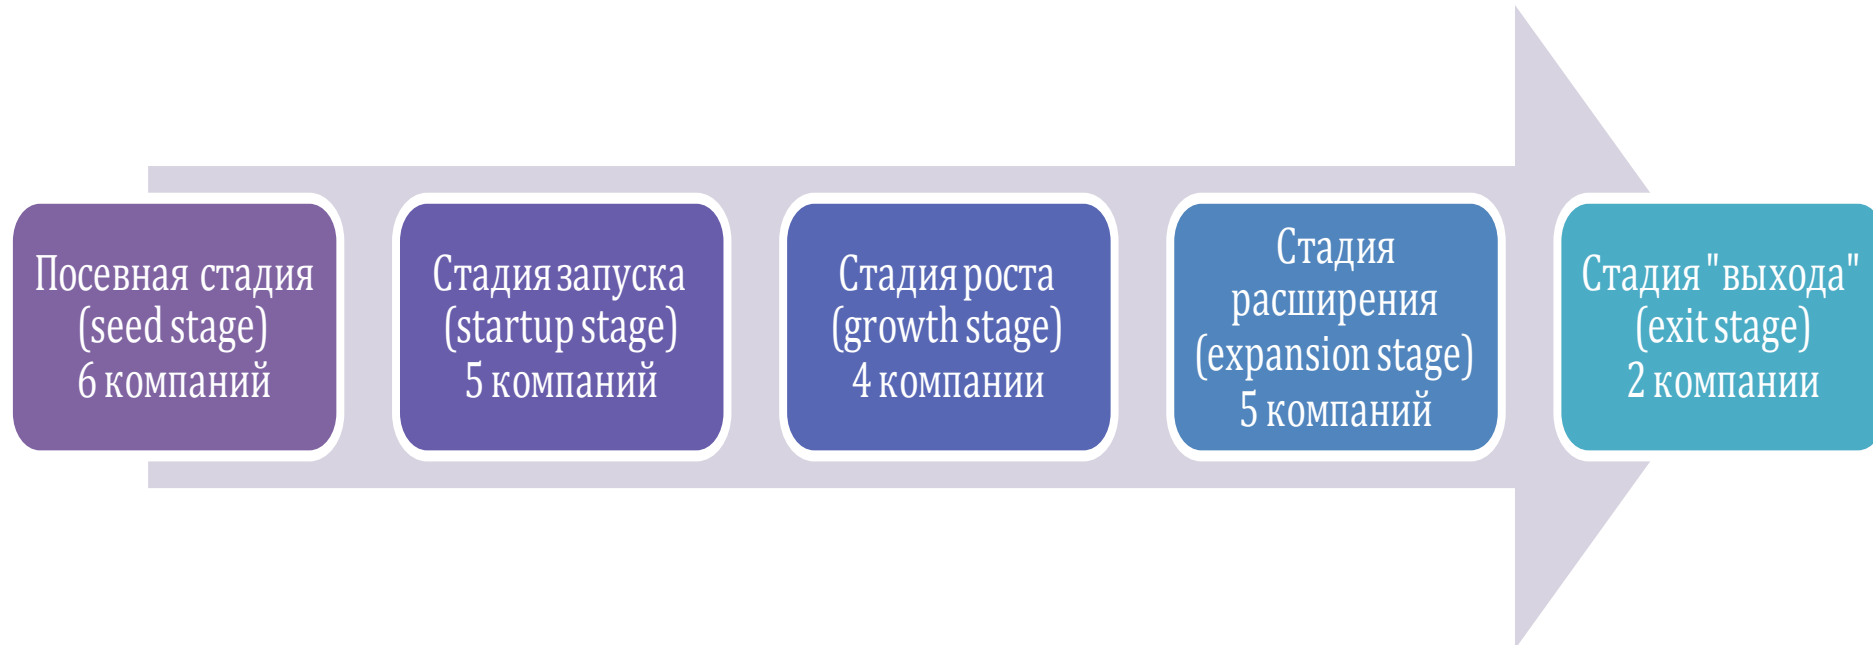 Посевная стадия
(seed stage)
6 компаний
Стадия запуска
(startup stage)
5 компаний
Стадия роста
(growth stage)
4 компании
Стадия
расширения
(expansion stage)
5 компаний
Стадия "выхода"
(exit stage)
2 компании